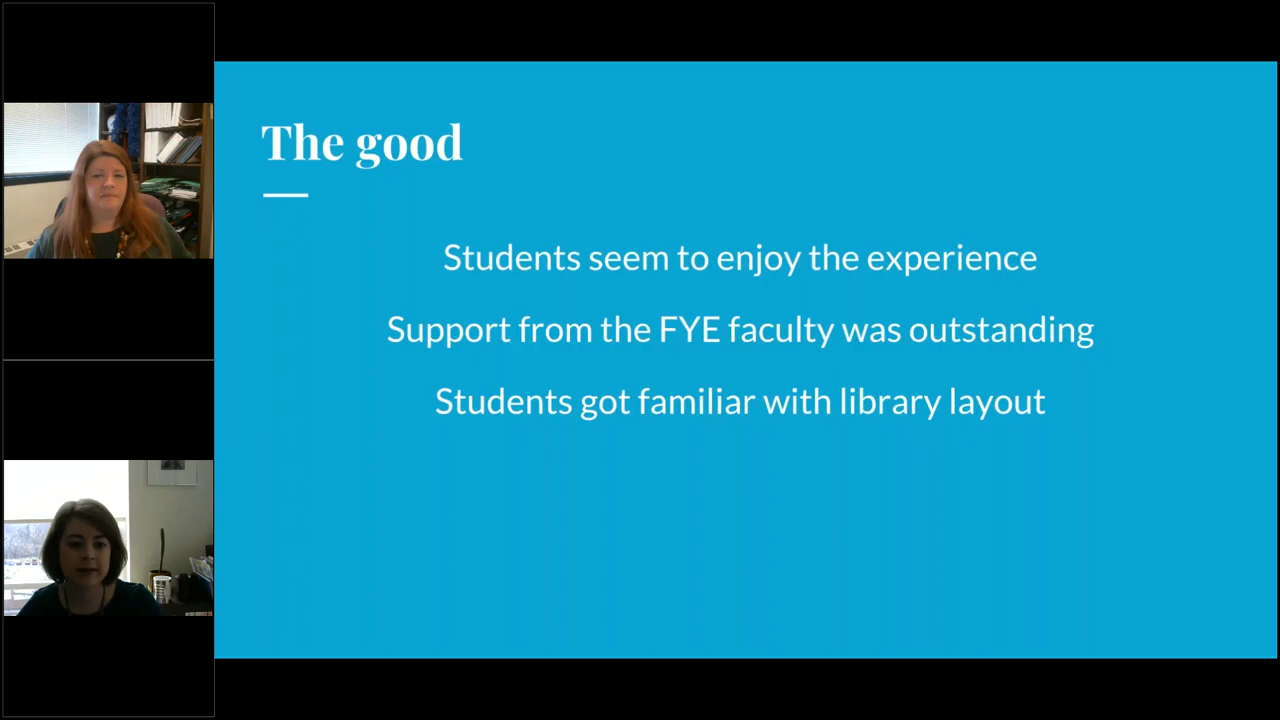 The good
Students seem to enjoy the experience
Support from the FYE faculty was outstanding
Students got familiar with library layout